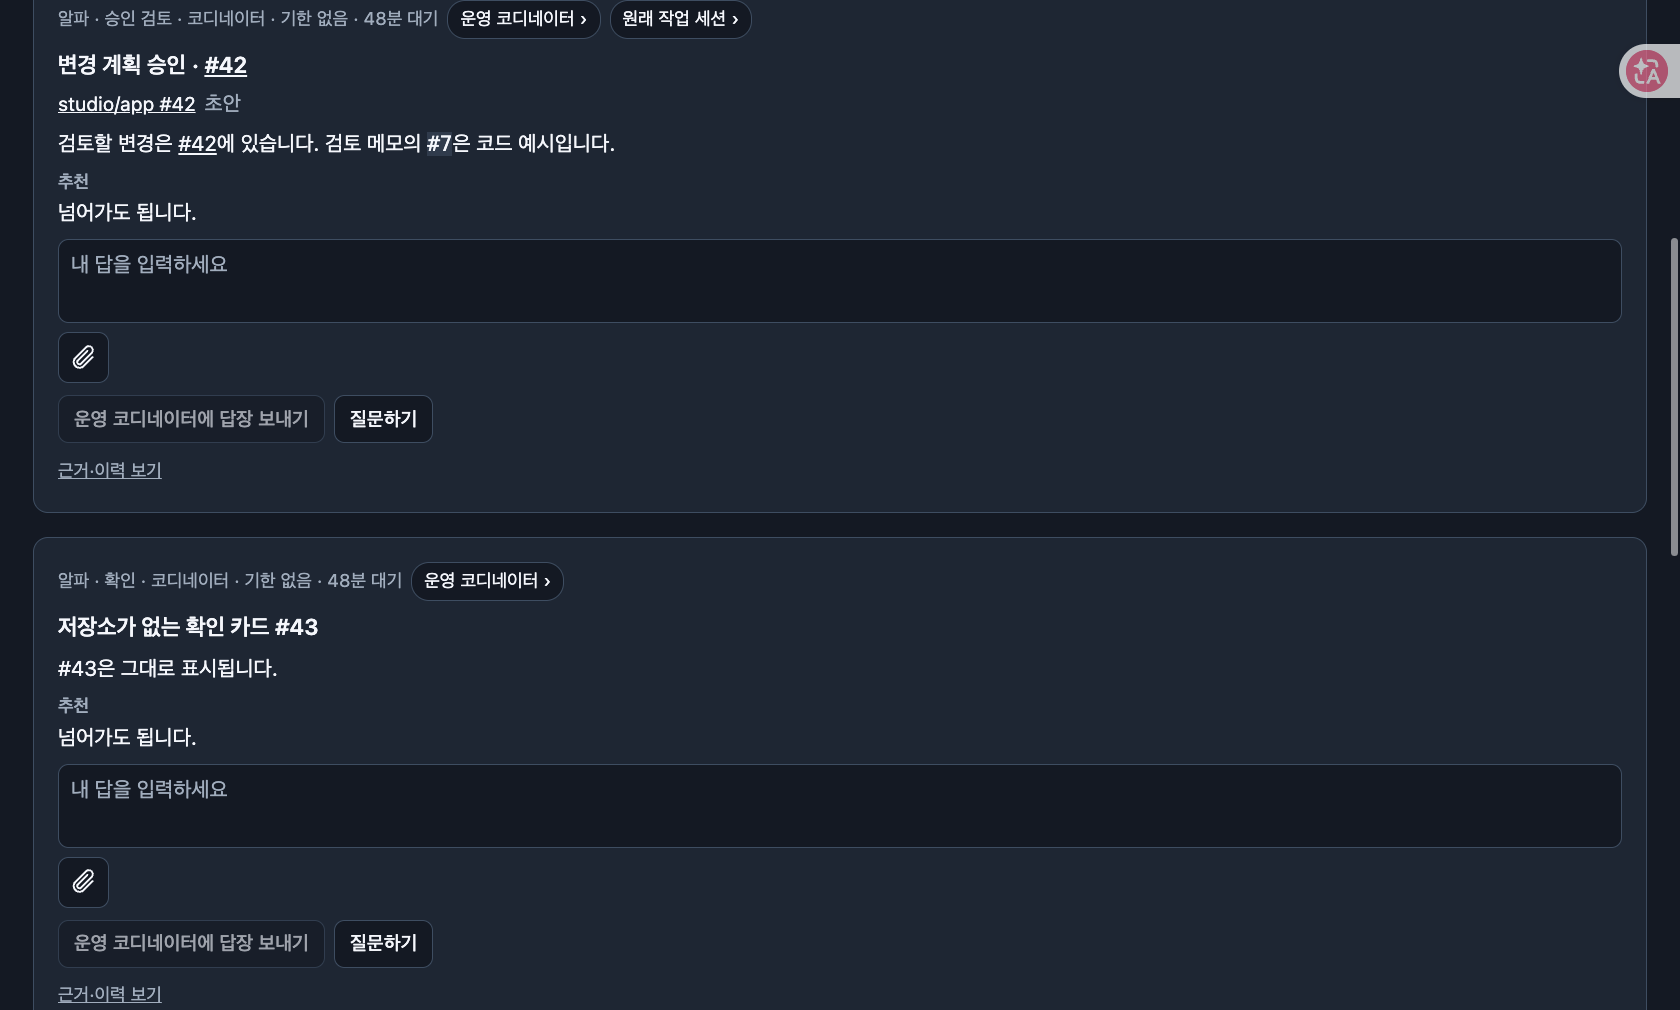 알파 · 승인 검토 · 코디네이터 · 기한 없음 · 48분 대기 운영 코디네이터 › 원래 작업 세션 ›
변경 계획 승인 · #42
studio/app #42 초안
검토할 변경은 #42에 있습니다. 검토 메모의 #7은 코드 예시입니다.
추천
넘어가도 됩니다.
내 답을 입력하세요
운영 코디네이터에 답장 보내기 질문하기
근거·이력 보기
알파 · 확인 · 코디네이터 · 기한 없음 · 48분 대기 운영 코디네이터 ›
저장소가 없는 확인 카드 #43
#43은 그대로 표시됩니다.
추천
넘어가도 됩니다.
내 답을 입력하세요
운영 코디네이터에 답장 보내기 질문하기
근거·이력 보기